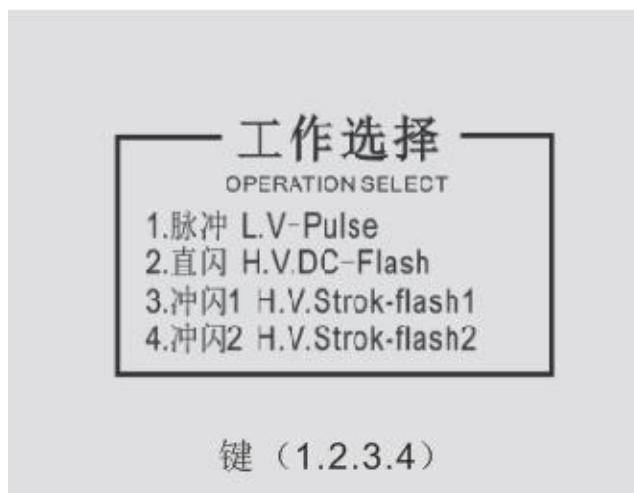 工作选择
OPERATION SELECT
1.脉冲 L.V-Pulse
2.直闪 H.V.DC-Flash
3.冲闪1 H.V.Strok-flash1
4.冲闪2 H.V.Strok-flash2
键（1.2.3.4）